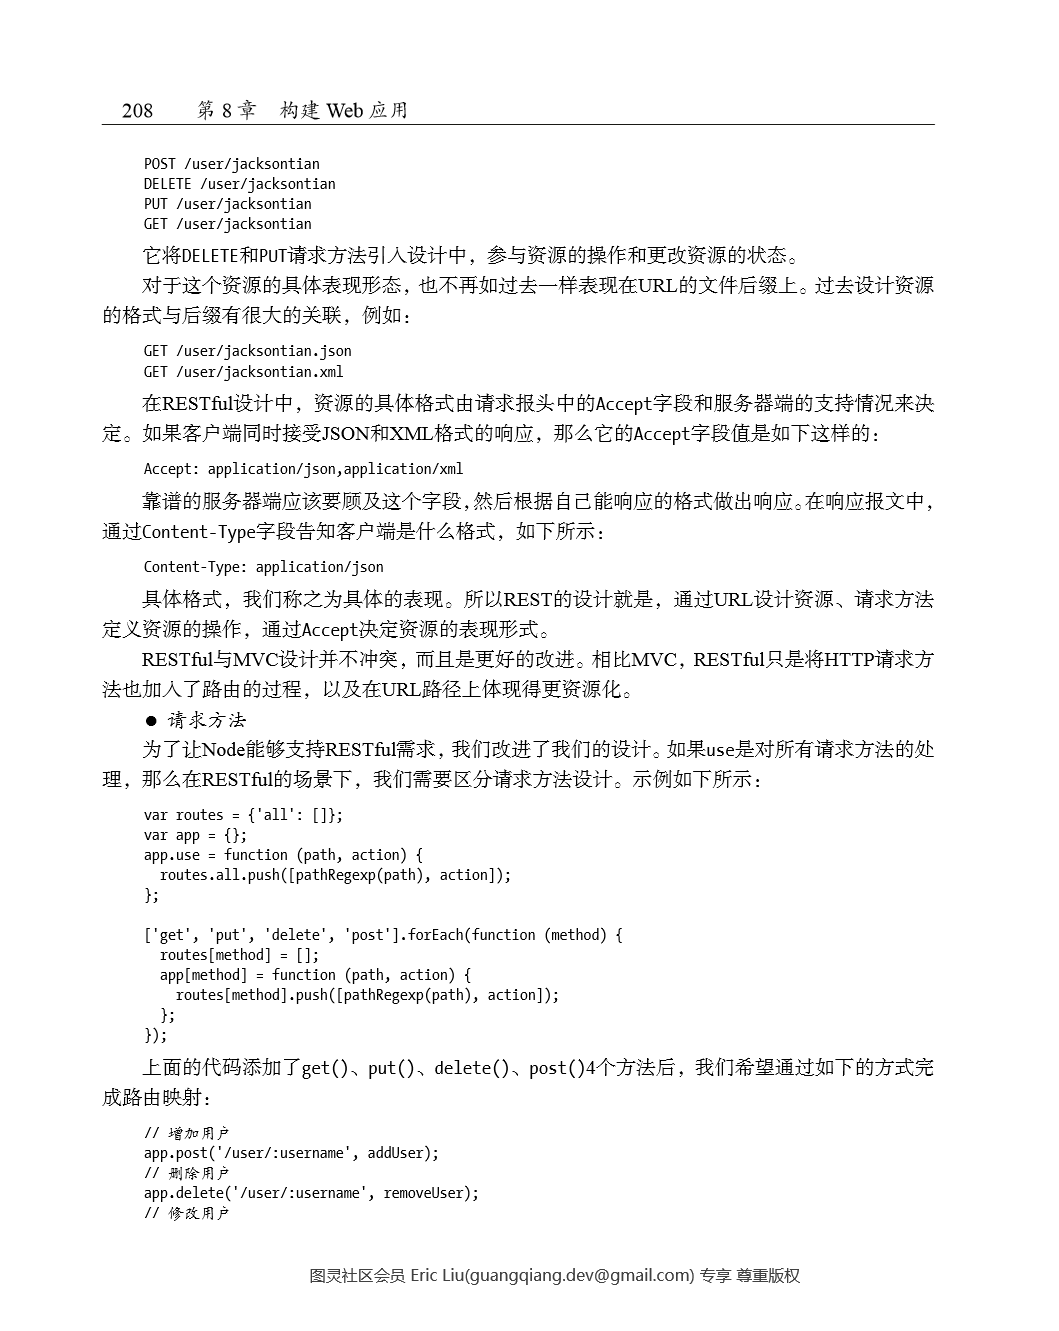 208 第 8 章 构建 Web 应用
POST /user/jacksontian
DELETE /user/jacksontian
PUT /user/jacksontian
GET /user/jacksontian
它将DELETE和PUT请求方法引入设计中，参与资源的操作和更改资源的状态。
对于这个资源的具体表现形态，也不再如过去一样表现在URL的文件后缀上。过去设计资源
的格式与后缀有很大的关联，例如：
GET /user/jacksontian.json
GET /user/jacksontian.xml
在RESTful设计中，资源的具体格式由请求报头中的Accept字段和服务器端的支持情况来决
定。如果客户端同时接受JSON和XML格式的响应，那么它的Accept字段值是如下这样的：
Accept: application/json,application/xml
靠谱的服务器端应该要顾及这个字段，然后根据自己能响应的格式做出响应。在响应报文中，
通过Content-Type字段告知客户端是什么格式，如下所示：
Content-Type: application/json
具体格式，我们称之为具体的表现。所以REST的设计就是，通过URL设计资源、请求方法
定义资源的操作，通过Accept决定资源的表现形式。
RESTful与MVC设计并不冲突，而且是更好的改进。相比MVC，RESTful只是将HTTP请求方
法也加入了路由的过程，以及在URL路径上体现得更资源化。
● 请求方法
为了让Node能够支持RESTful需求，我们改进了我们的设计。如果use是对所有请求方法的处
理，那么在RESTful的场景下，我们需要区分请求方法设计。示例如下所示：
var routes = {'all': []};
var app = {};
app.use = function (path, action) {
  routes.all.push([pathRegexp(path), action]);
};
['get', 'put', 'delete', 'post'].forEach(function (method) {
  routes[method] = [];
  app[method] = function (path, action) {
    routes[method].push([pathRegexp(path), action]);
  };
});
上面的代码添加了get()、put()、delete()、post()4个方法后，我们希望通过如下的方式完
成路由映射：
// 增加用户
app.post('/user/:username', addUser);
// 删除用户
app.delete('/user/:username', removeUser);
// 修改用户
图灵社区会员 Eric Liu(guangqiang.dev@gmail.com) 专享 尊重版权